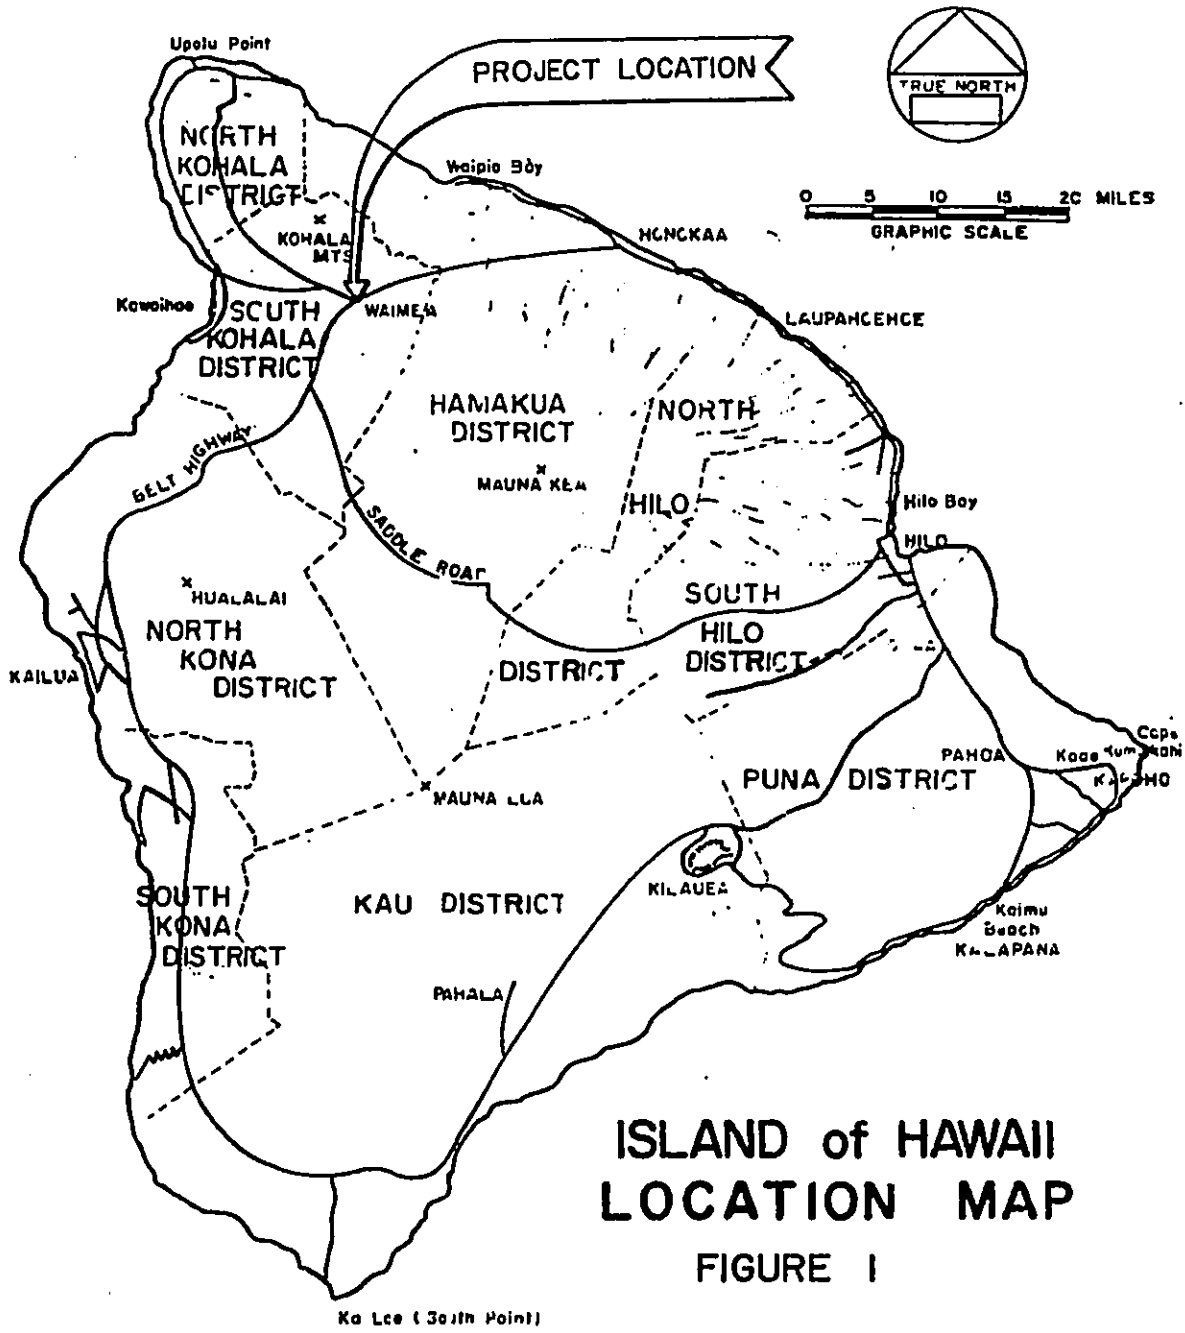 Upolu Point
PROJECT LOCATION
TRUE NORTH
NORTH
KOHALA
DISTRICT
Waipio Bay
0 5 10 15 20 MILES
GRAPHIC SCALE
KOHALA
MTS
HONOKAA
Kawaihae
SOUTH
KOHALA
DISTRICT
WAIMEA
LAUPAHOEHOE
HAMAKUA
DISTRICT
NORTH
HILO
DISTRICT
BELT HIGHWAY
MAUNA KEA
SADDLE ROAD
Hilo Bay
HILO
HUALALAI
SOUTH
HILO
DISTRICT
NORTH
KONA
DISTRICT
KAILUA
MAUNA LOA
PUNA DISTRICT
PAHOA
Cape
KILAUEA
KAU DISTRICT
SOUTH
KONA
DISTRICT
Kaimu
Beach
KALAPANA
PAHALA
ISLAND of HAWAII
LOCATION MAP
FIGURE 1
Ka Lae (South Point)